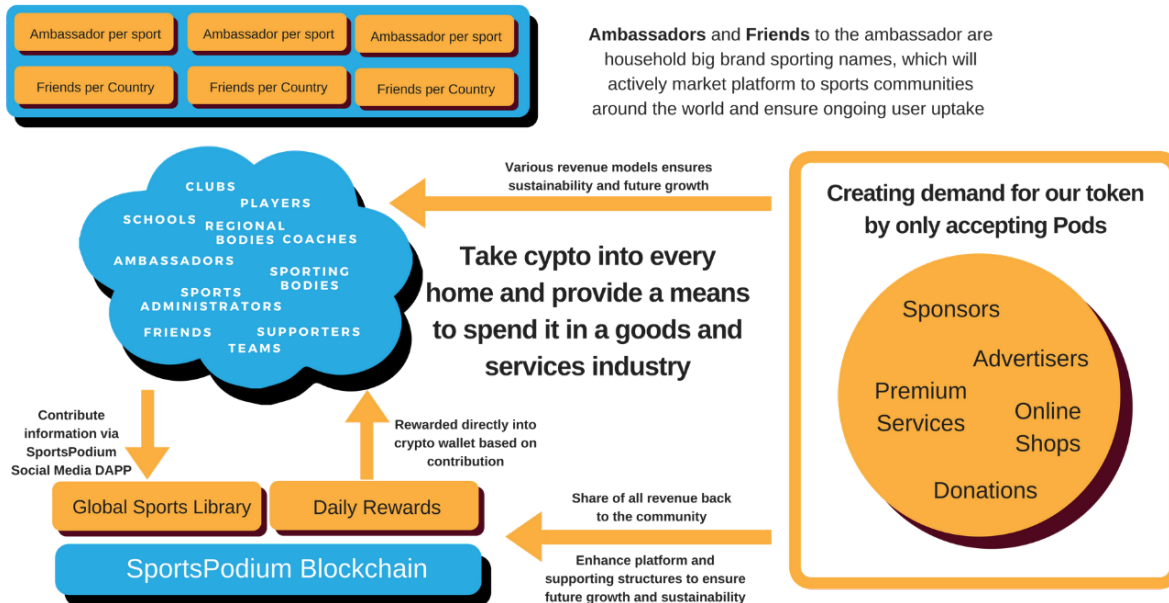 Ambassador per sport
Ambassador per sport
Ambassador per sport
Friends per Country
Friends per Country
Friends per Country
Ambassadors and Friends to the ambassador are
household big brand sporting names, which will
actively market platform to sports communities
around the world and ensure ongoing user uptake
CLUBS
PLAYERS
SCHOOLS
REGIONAL
BODIES
COACHES
AMBASSADORS
SPORTING
BODIES
SPORTS
ADMINISTRATORS
FRIENDS
SUPPORTERS
TEAMS
Various revenue models ensures
sustainability and future growth
Take cypto into every
home and provide a means
to spend it in a goods and
services industry
Creating demand for our token
by only accepting Pods
Sponsors
Advertisers
Premium
Services
Online
Shops
Donations
Contribute
information via
SportsPodium
Social Media DAPP
Rewarded directly into
crypto wallet based on
contribution
Global Sports Library
Daily Rewards
SportsPodium Blockchain
Share of all revenue back
to the community
Enhance platform and
supporting structures to ensure
future growth and sustainability